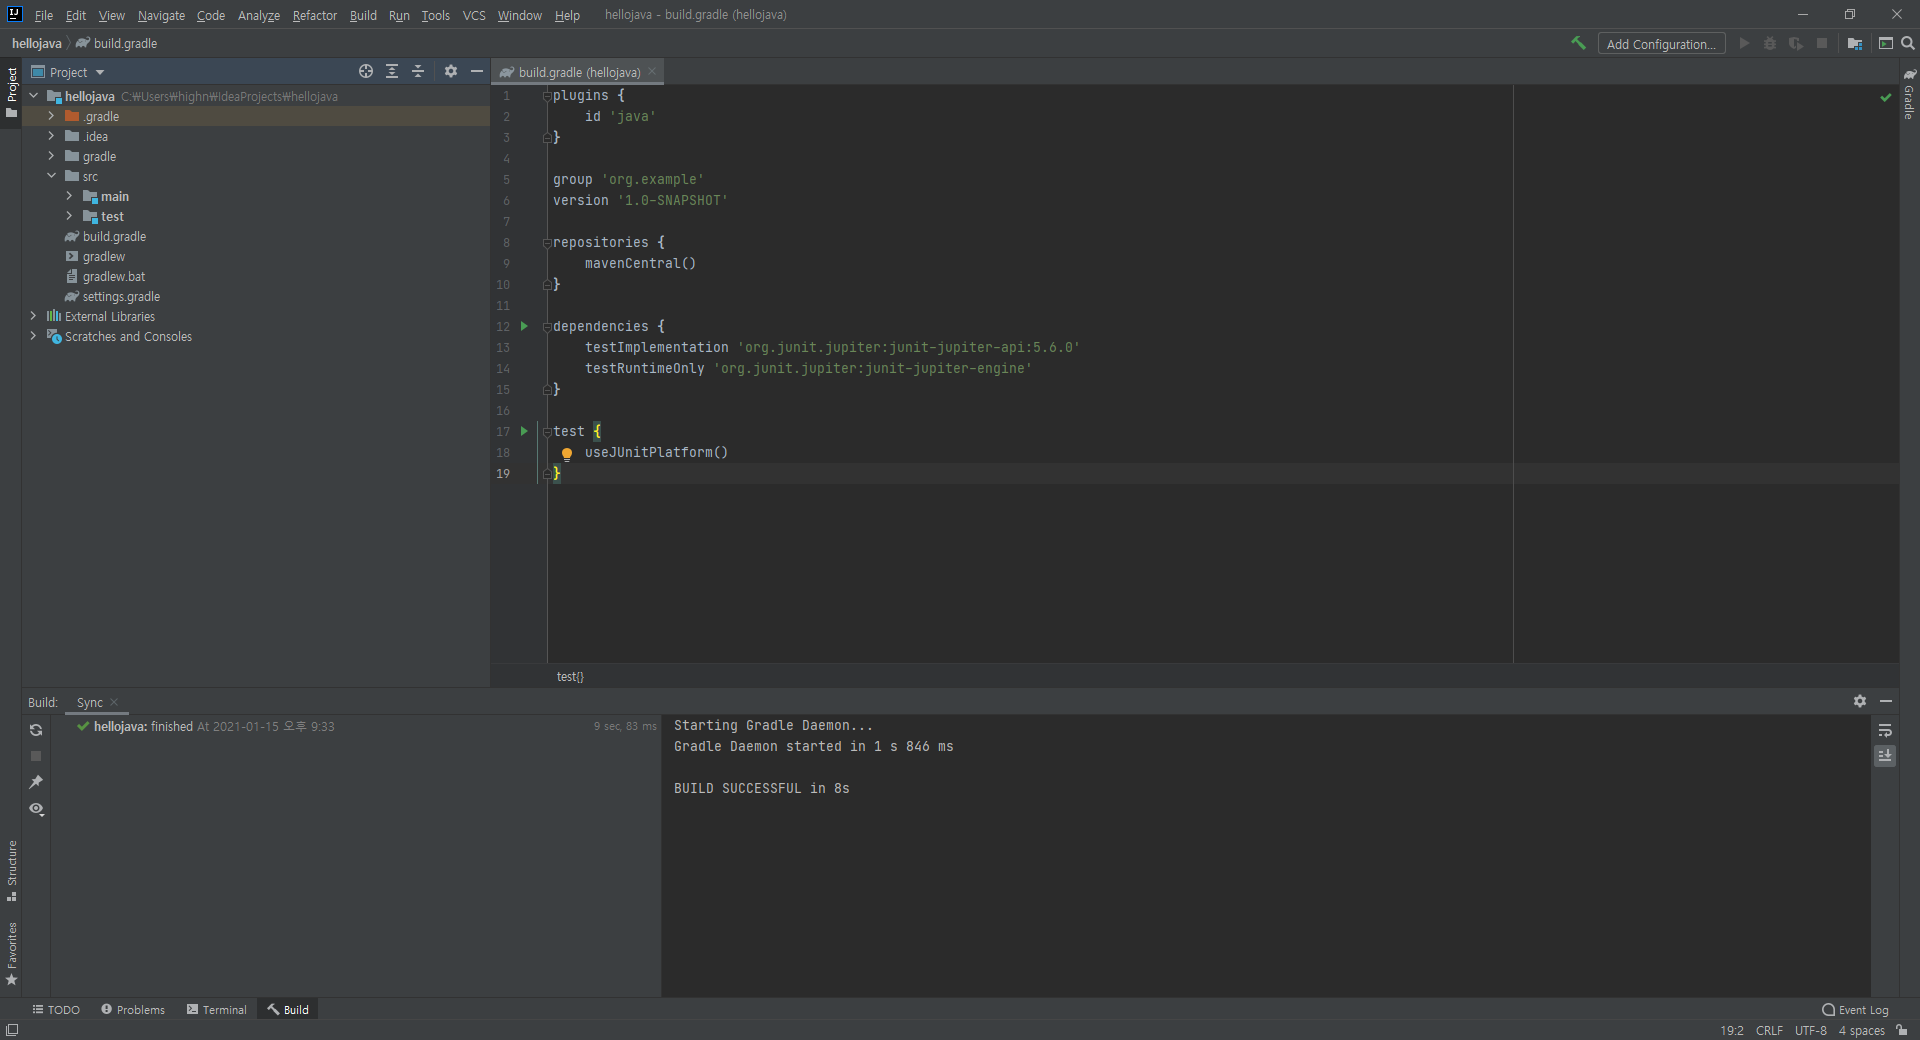 File Edit View Navigate Code Analyze Refactor Build Run Tools VCS Window Help hellojava - build.gradle (hellojava)
hellojava build.gradle Add Configuration...
Project
Project
build.gradle (hellojava)
Gradle
hellojava C:₩Users₩highn₩IdeaProjects₩hellojava
.gradle
.idea
gradle
src
main
test
build.gradle
gradlew
gradlew.bat
settings.gradle
External Libraries
Scratches and Consoles
1 plugins {
2 id 'java'
3 }
4
5 group 'org.example'
6 version '1.0-SNAPSHOT'
7
8 repositories {
9 mavenCentral()
10 }
11
12 dependencies {
13 testImplementation 'org.junit.jupiter:junit-jupiter-api:5.6.0'
14 testRuntimeOnly 'org.junit.jupiter:junit-jupiter-engine'
15 }
16
17 test {
18 useJUnitPlatform()
19 }
test{}
Build: Sync
hellojava: finished At 2021-01-15 오후 9:33 9 sec, 83 ms
Starting Gradle Daemon...
Gradle Daemon started in 1 s 846 ms
BUILD SUCCESSFUL in 8s
Structure
Favorites
TODO Problems Terminal Build Event Log
19:2 CRLF UTF-8 4 spaces